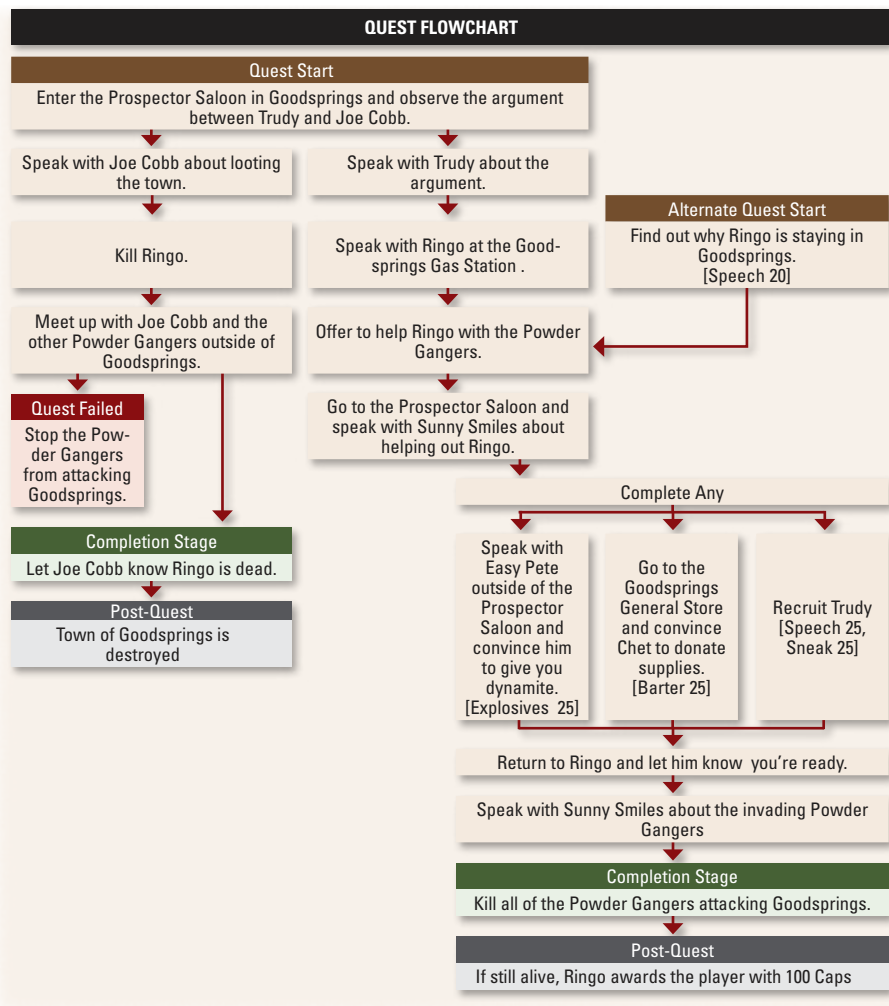 QUEST FLOWCHART
Quest Start
Enter the Prospector Saloon in Goodsprings and observe the argument
between Trudy and Joe Cobb.
Speak with Joe Cobb about looting
the town.
Kill Ringo.
Meet up with Joe Cobb and the
other Powder Gangers outside of
Goodsprings.
Quest Failed
Stop the Pow-
der Gangers
from attacking
Goodsprings.
Completion Stage
Let Joe Cobb know Ringo is dead.
Post-Quest
Town of Goodsprings is
destroyed
Speak with Trudy about the
argument.
Speak with Ringo at the Good-
springs Gas Station .
Alternate Quest Start
Find out why Ringo is staying in
Goodsprings.
[Speech 20]
Offer to help Ringo with the Powder
Gangers.
Go to the Prospector Saloon and
speak with Sunny Smiles about
helping out Ringo.
Complete Any
Speak with
Easy Pete
outside of the
Prospector
Saloon and
convince him
to give you
dynamite.
[Explosives 25]
Go to the
Goodsprings
General Store
and convince
Chet to donate
supplies.
[Barter 25]
Recruit Trudy
[Speech 25,
Sneak 25]
Return to Ringo and let him know you're ready.
Speak with Sunny Smiles about the invading Powder
Gangers
Completion Stage
Kill all of the Powder Gangers attacking Goodsprings.
Post-Quest
If still alive, Ringo awards the player with 100 Caps